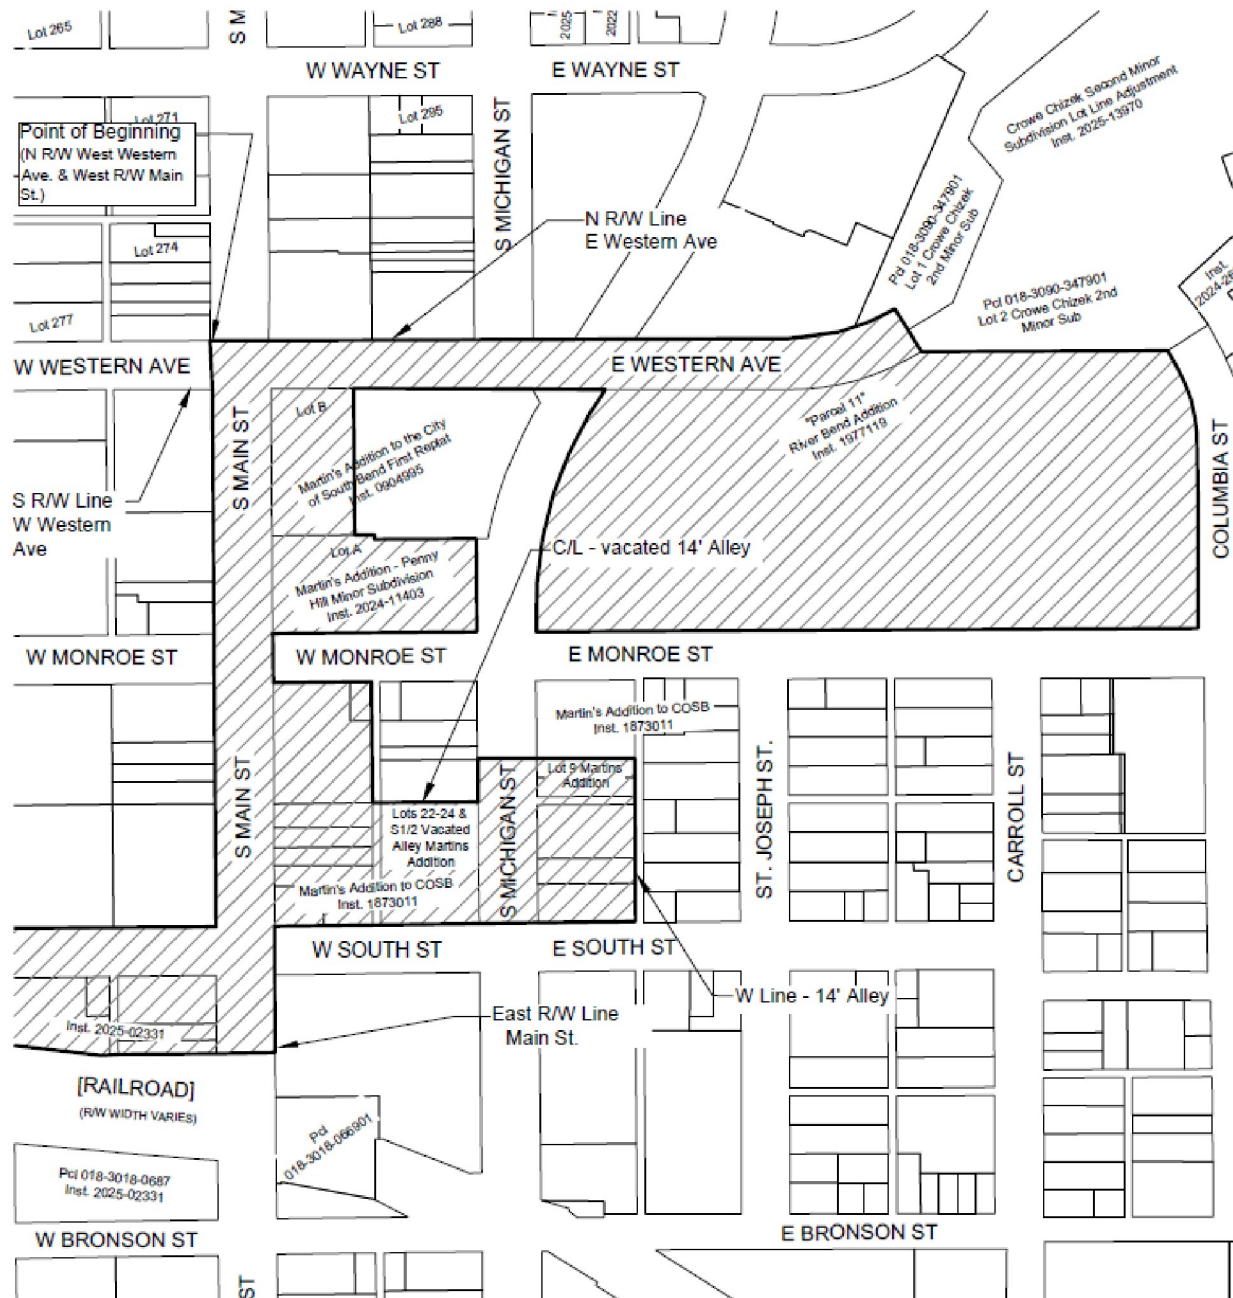 Lot 265
S M
Lot 288
2025
2022
W WAYNE ST
E WAYNE ST
Crowe Chizek Second Minor
Subdivision Lot Line Adjustment
Inst. 2025-13970
Lot 271
Point of Beginning
(N R/W West Western
Ave. & West R/W Main
St.)
Lot 295
S MICHIGAN ST
Lot 274
N R/W Line
E Western Ave
Pcl 018-3090-347901
Lot 1 Crowe Chizek
2nd Minor Sub
Pcl 018-3090-347901
Lot 2 Crowe Chizek 2nd
Minor Sub
Inst.
Lot 277
W WESTERN AVE
E WESTERN AVE
Lot B
S MAIN ST
Martin's Addition to the City
of South Bend First Replat
Inst. 0904995
"Parcel 11"
River Bend Addition
Inst. 1977119
COLUMBIA ST
S R/W Line
W Western
Ave
C/L - vacated 14' Alley
Lot A
Martin's Addition - Penny
Hill Minor Subdivision
Inst. 2024-11403
W MONROE ST
W MONROE ST
E MONROE ST
Martin's Addition to COSB
Inst. 1873011
S MAIN ST
S MICHIGAN ST
Lot 9 Martins
Addition
ST. JOSEPH ST.
CARROLL ST
Lots 22-24 &
S1/2 Vacated
Alley Martins
Addition
Martin's Addition to COSB
Inst. 1873011
W SOUTH ST
E SOUTH ST
W Line - 14' Alley
East R/W Line
Main St.
Inst. 2025-02331
[RAILROAD]
(R/W WIDTH VARIES)
Pcl
018-3018-066901
Pcl 018-3018-0687
Inst. 2025-02331
W BRONSON ST
E BRONSON ST
ST